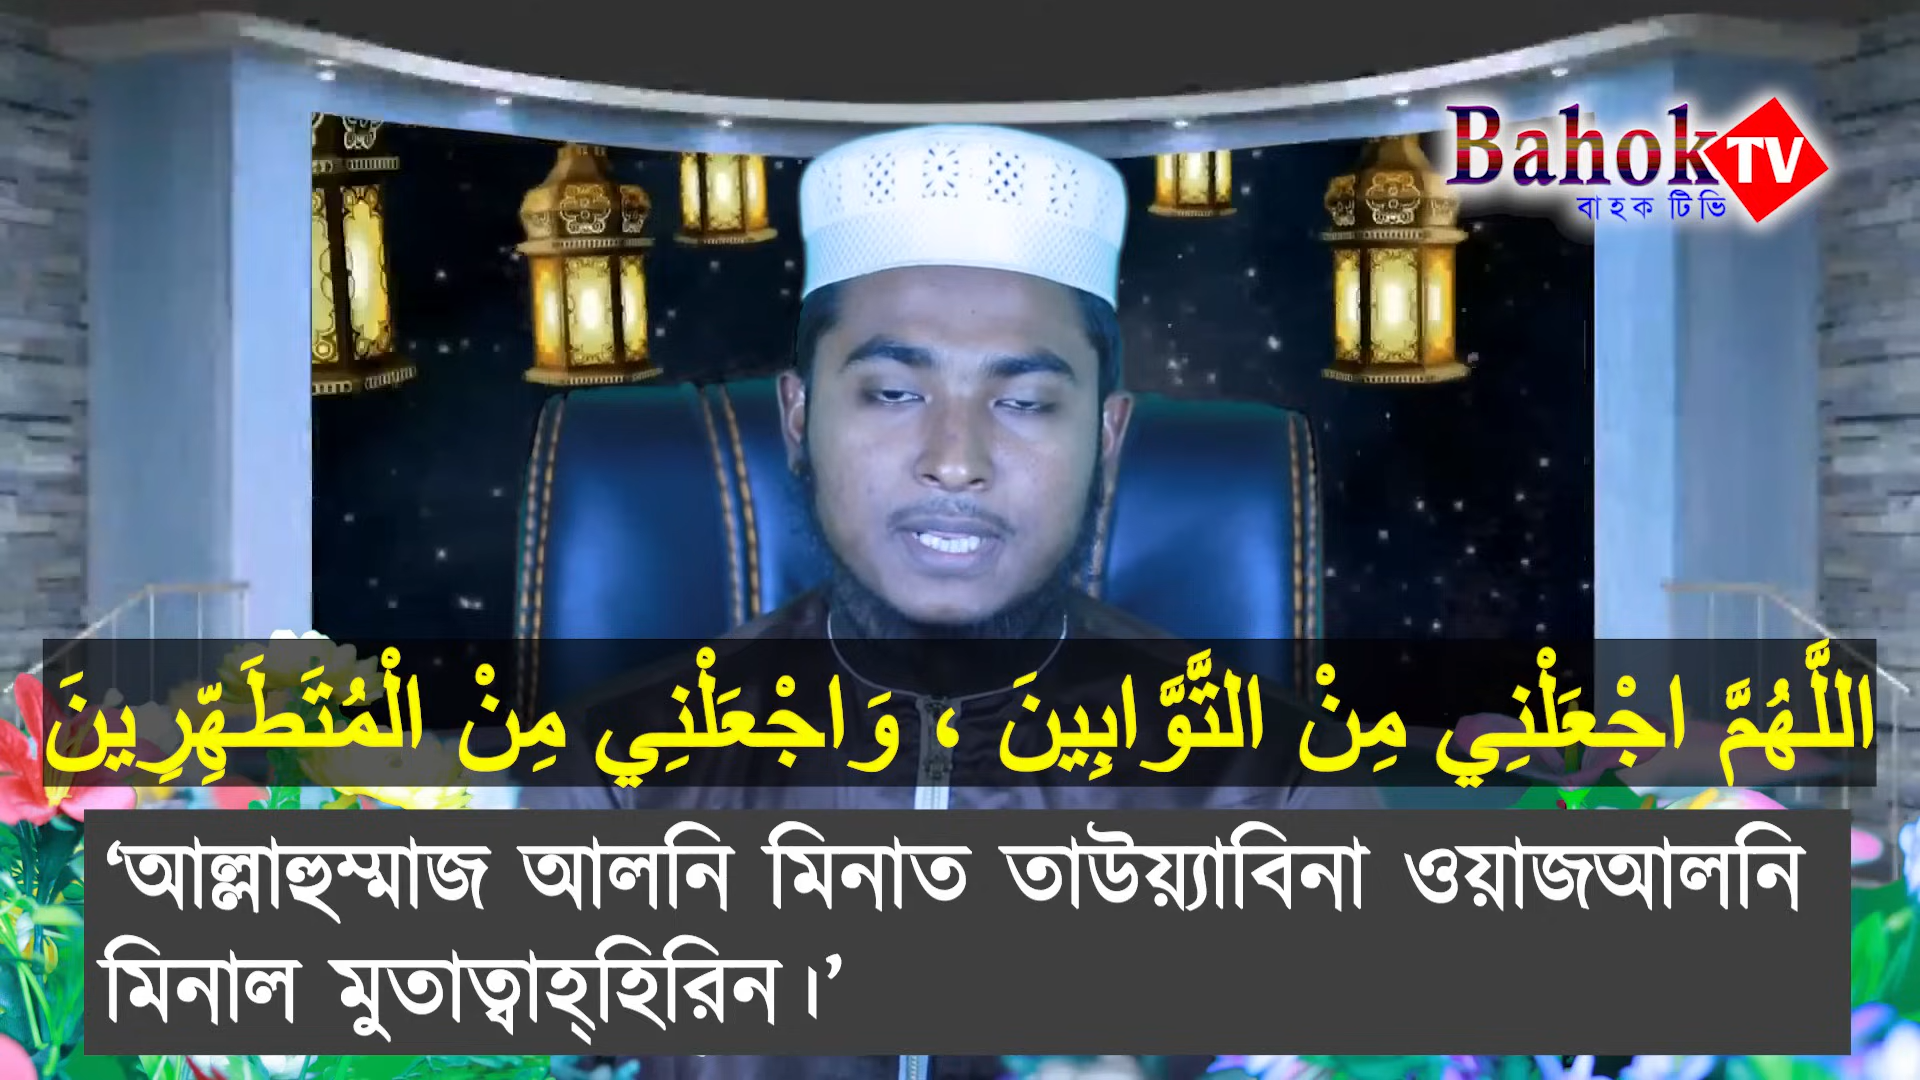 Bahok TV
বাহক টিভি
اللَّهُمَّ اجْعَلْنِي مِنْ التَّوَّابِينَ ، وَاجْعَلْنِي مِنْ الْمُتَطَهِّرِينَ
‘আল্লাহুম্মাজ আলনি মিনাত তাউয়্যাবিনা ওয়াজআলনি
মিনাল মুতাত্বাহ্‌হিরিন।’